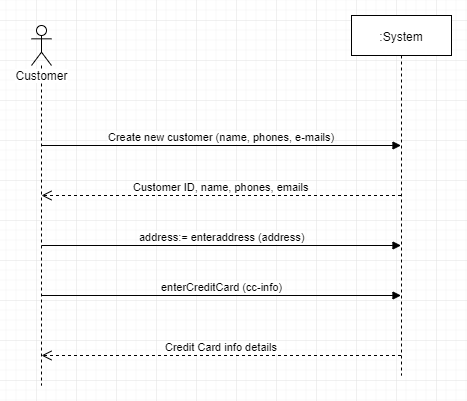 :System
Customer
Create new customer (name, phones, e-mails)
Customer ID, name, phones, emails
address:= enteraddress (address)
enterCreditCard (cc-info)
Credit Card info details